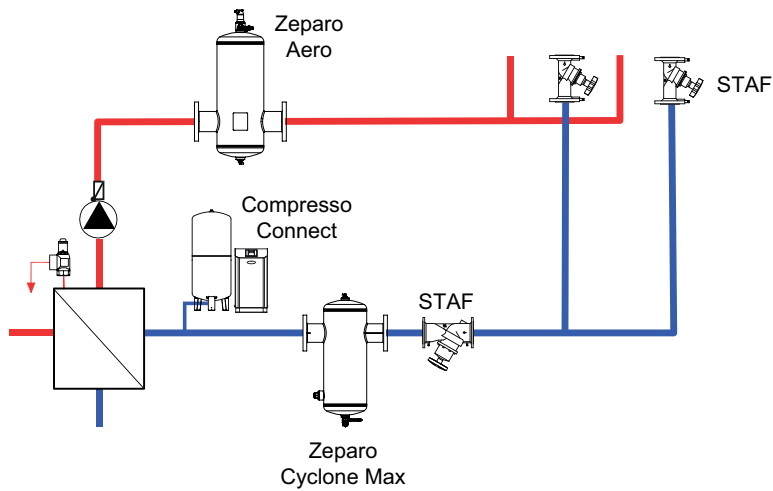 Zeparo
Aero
STAF
Compresso
Connect
STAF
Zeparo
Cyclone Max